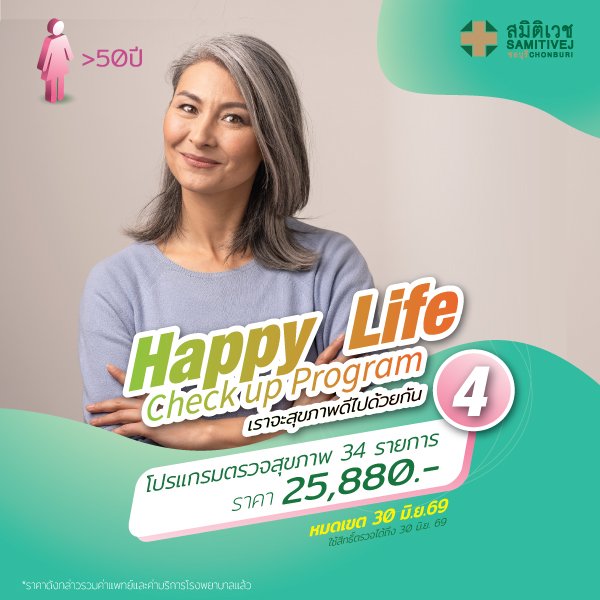 >50ปี
สมิติเวช
SAMITIVEJ
ชลบุรี CHONBURI
Happy Life
Check up Program
เราจะสุขภาพดีไปด้วยกัน
4
โปรแกรมตรวจสุขภาพ 34 รายการ
ราคา 25,880.-
หมดเขต 30 มิ.ย.69
ใช้สิทธิ์ตรวจได้ถึง 30 มิ.ย. 69
*ราคาดังกล่าวรวมค่าแพทย์และค่าบริการโรงพยาบาลแล้ว